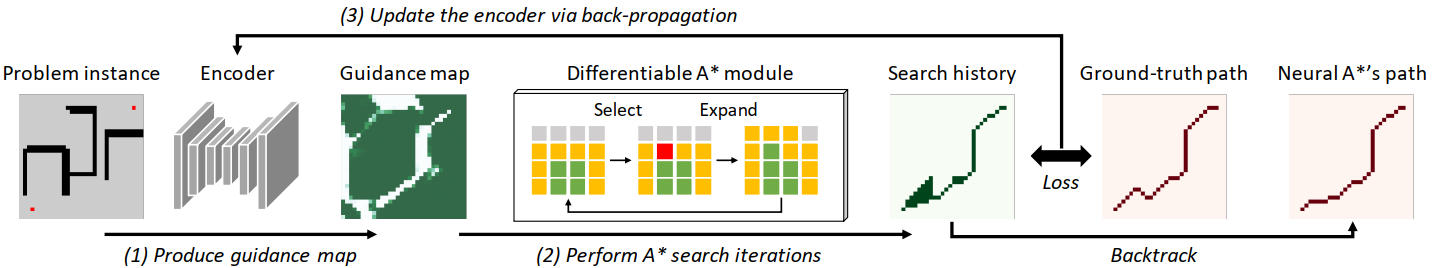 (3) Update the encoder via back-propagation
Problem instance
Encoder
Guidance map
Differentiable A* module
Search history
Ground-truth path
Neural A*'s path
Select
Expand
Loss
(1) Produce guidance map
(2) Perform A* search iterations
Backtrack